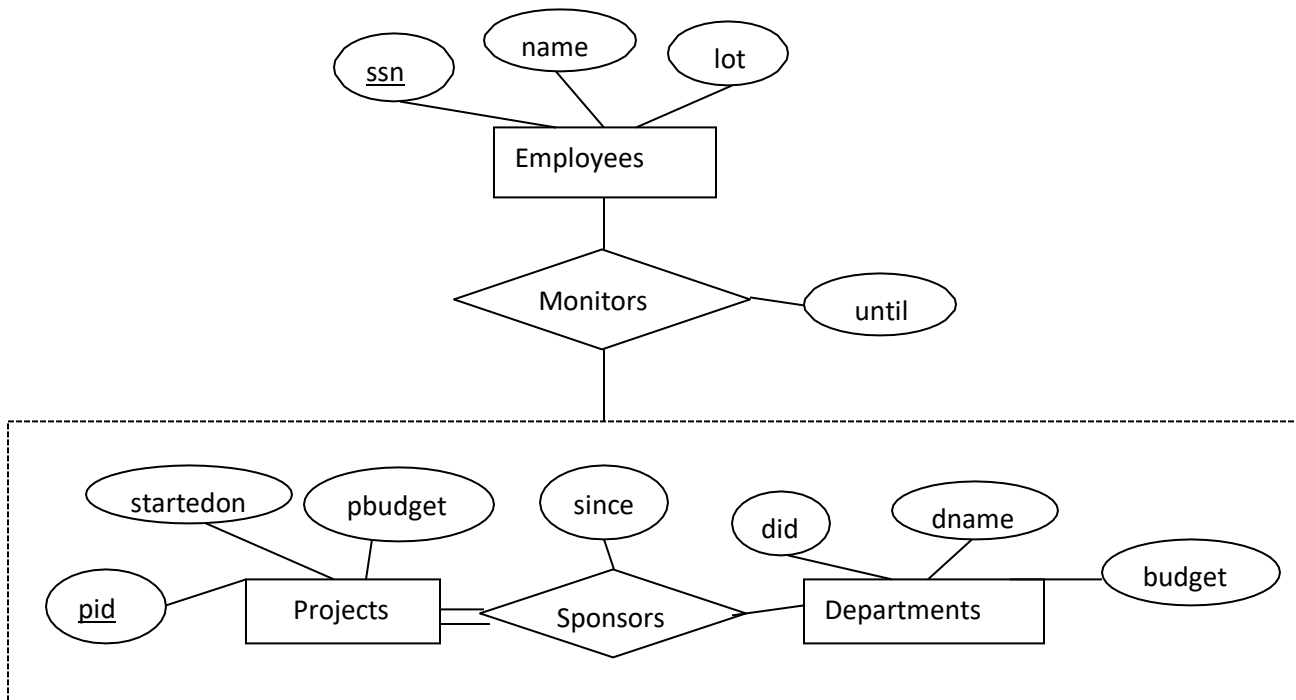 ssn
name
lot
Employees
Monitors
until
startedon
pbudget
since
did
dname
budget
pid
Projects
Sponsors
Departments